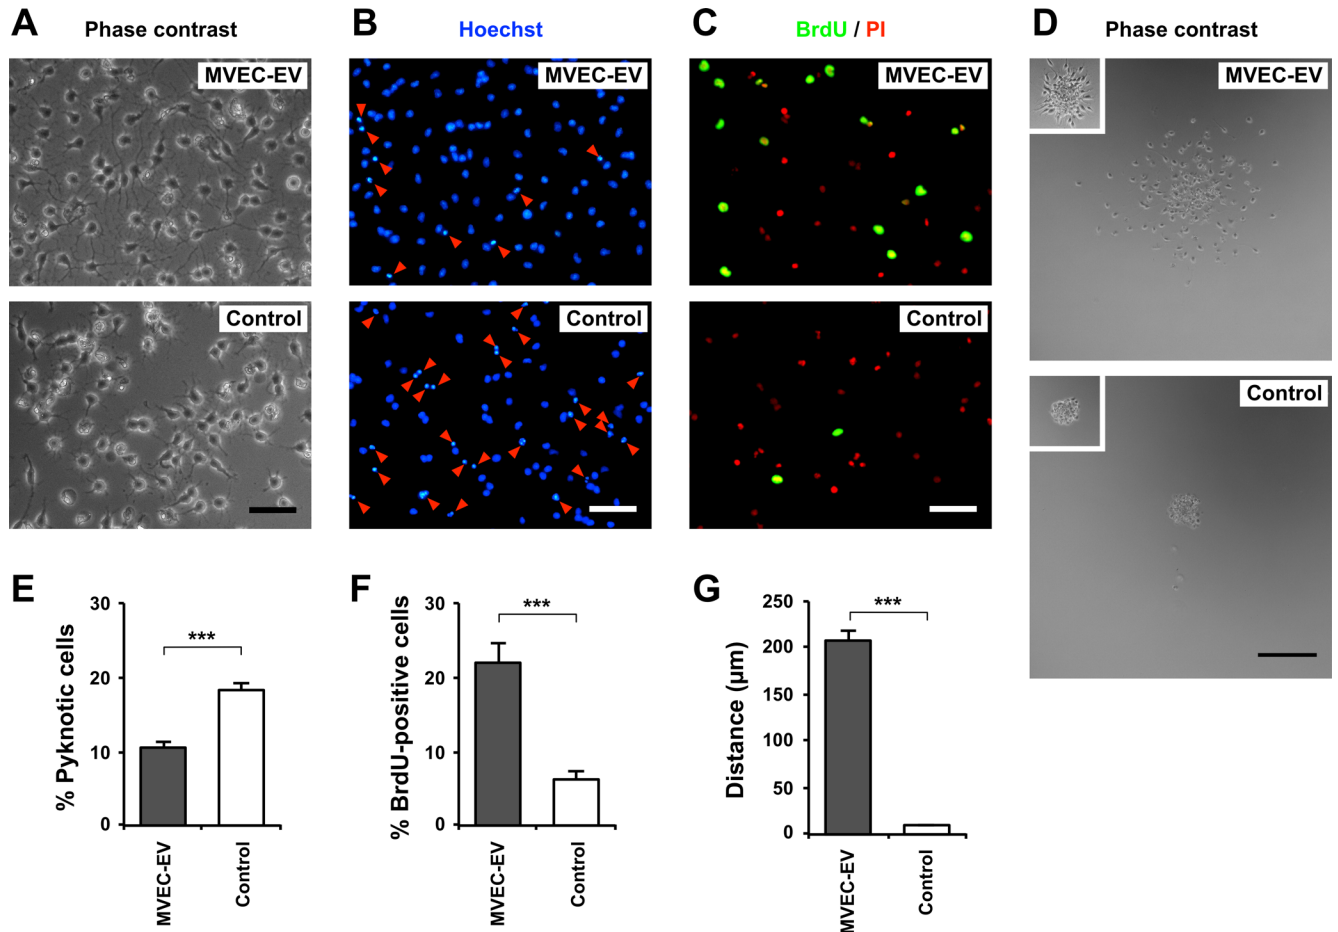 A Phase contrast
MVEC-EV
Control
B Hoechst
MVEC-EV
Control
C BrdU / PI
MVEC-EV
Control
D Phase contrast
MVEC-EV
Control
E
% Pyknotic cells
30
20
10
0
***
MVEC-EV
Control
F
% BrdU-positive cells
30
20
10
0
***
MVEC-EV
Control
G
Distance (µm)
250
200
150
100
50
0
***
MVEC-EV
Control